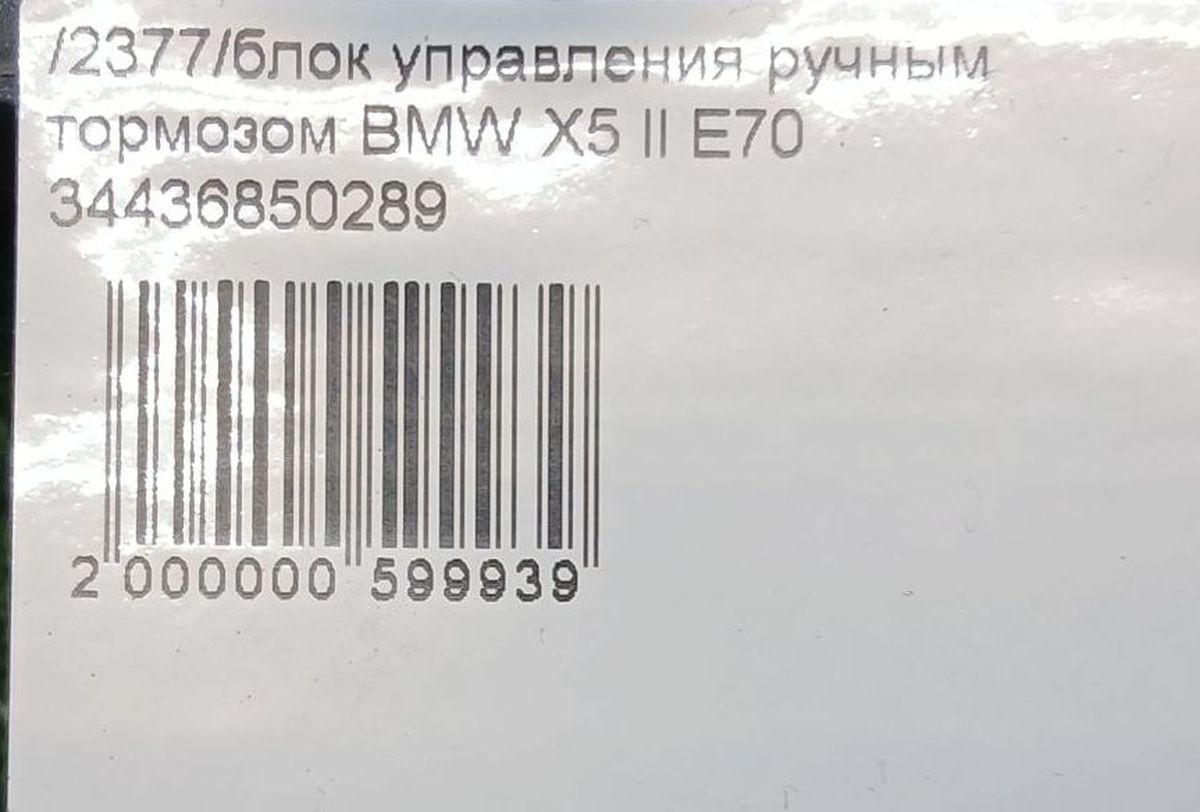 /2377/блок управления ручным
тормозом BMW X5 II E70
34436850289
2 000000 599939